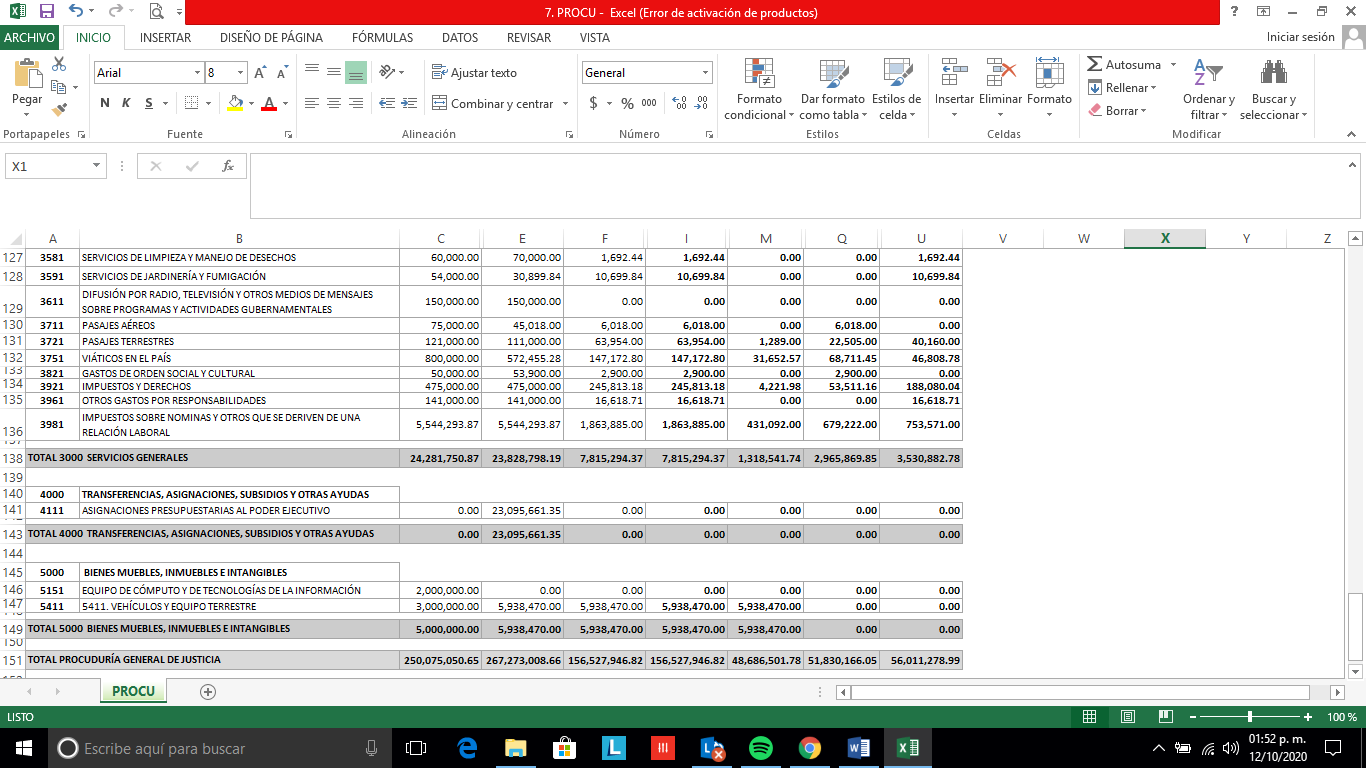 7. PROCU - Excel (Error de activación de productos)
ARCHIVO INICIO INSERTAR DISEÑO DE PÁGINA FÓRMULAS DATOS REVISAR VISTA Iniciar sesión
Pegar Arial 8 Ajustar texto General Formato condicional Dar formato como tabla Estilos de celda Insertar Eliminar Formato Autosuma Rellenar Borrar Ordenar y filtrar Buscar y seleccionar
N K S Combinar y centrar $ % 000
Portapapeles Fuente Alineación Número Estilos Celdas Modificar
X1 fx
A B C E F I M Q U V W X Y Z
127 3581 SERVICIOS DE LIMPIEZA Y MANEJO DE DESECHOS 60,000.00 70,000.00 1,692.44 1,692.44 0.00 0.00 1,692.44
128 3591 SERVICIOS DE JARDINERÍA Y FUMIGACIÓN 54,000.00 30,899.84 10,699.84 10,699.84 0.00 0.00 10,699.84
129 3611 DIFUSIÓN POR RADIO, TELEVISIÓN Y OTROS MEDIOS DE MENSAJES
SOBRE PROGRAMAS Y ACTIVIDADES GUBERNAMENTALES 150,000.00 150,000.00 0.00 0.00 0.00 0.00 0.00
130 3711 PASAJES AÉREOS 75,000.00 45,018.00 6,018.00 6,018.00 0.00 6,018.00 0.00
131 3721 PASAJES TERRESTRES 121,000.00 111,000.00 63,954.00 63,954.00 1,289.00 22,505.00 40,160.00
132 3751 VIÁTICOS EN EL PAÍS 800,000.00 572,455.28 147,172.80 147,172.80 31,652.57 68,711.45 46,808.78
133 3821 GASTOS DE ORDEN SOCIAL Y CULTURAL 50,000.00 53,900.00 2,900.00 2,900.00 0.00 2,900.00 0.00
134 3921 IMPUESTOS Y DERECHOS 475,000.00 475,000.00 245,813.18 245,813.18 4,221.98 53,511.16 188,080.04
135 3961 OTROS GASTOS POR RESPONSABILIDADES 141,000.00 141,000.00 16,618.71 16,618.71 0.00 0.00 16,618.71
136 3981 IMPUESTOS SOBRE NOMINAS Y OTROS QUE SE DERIVEN DE UNA
RELACIÓN LABORAL 5,544,293.87 5,544,293.87 1,863,885.00 1,863,885.00 431,092.00 679,222.00 753,571.00
138 TOTAL 3000 SERVICIOS GENERALES 24,281,750.87 23,828,798.19 7,815,294.37 7,815,294.37 1,318,541.74 2,965,869.85 3,530,882.78
139
140 4000 TRANSFERENCIAS, ASIGNACIONES, SUBSIDIOS Y OTRAS AYUDAS
141 4111 ASIGNACIONES PRESUPUESTARIAS AL PODER EJECUTIVO 0.00 23,095,661.35 0.00 0.00 0.00 0.00 0.00
143 TOTAL 4000 TRANSFERENCIAS, ASIGNACIONES, SUBSIDIOS Y OTRAS AYUDAS 0.00 23,095,661.35 0.00 0.00 0.00 0.00 0.00
144
145 5000 BIENES MUEBLES, INMUEBLES E INTANGIBLES
146 5151 EQUIPO DE CÓMPUTO Y DE TECNOLOGÍAS DE LA INFORMACIÓN 2,000,000.00 0.00 0.00 0.00 0.00 0.00 0.00
147 5411 5411. VEHÍCULOS Y EQUIPO TERRESTRE 3,000,000.00 5,938,470.00 5,938,470.00 5,938,470.00 5,938,470.00 0.00 0.00
149 TOTAL 5000 BIENES MUEBLES, INMUEBLES E INTANGIBLES 5,000,000.00 5,938,470.00 5,938,470.00 5,938,470.00 5,938,470.00 0.00 0.00
150
151 TOTAL PROCUDURÍA GENERAL DE JUSTICIA 250,075,050.65 267,273,008.66 156,527,946.82 156,527,946.82 48,686,501.78 51,830,166.05 56,011,278.99
PROCU
LISTO 100 %
Escribe aquí para buscar 01:52 p. m.
12/10/2020